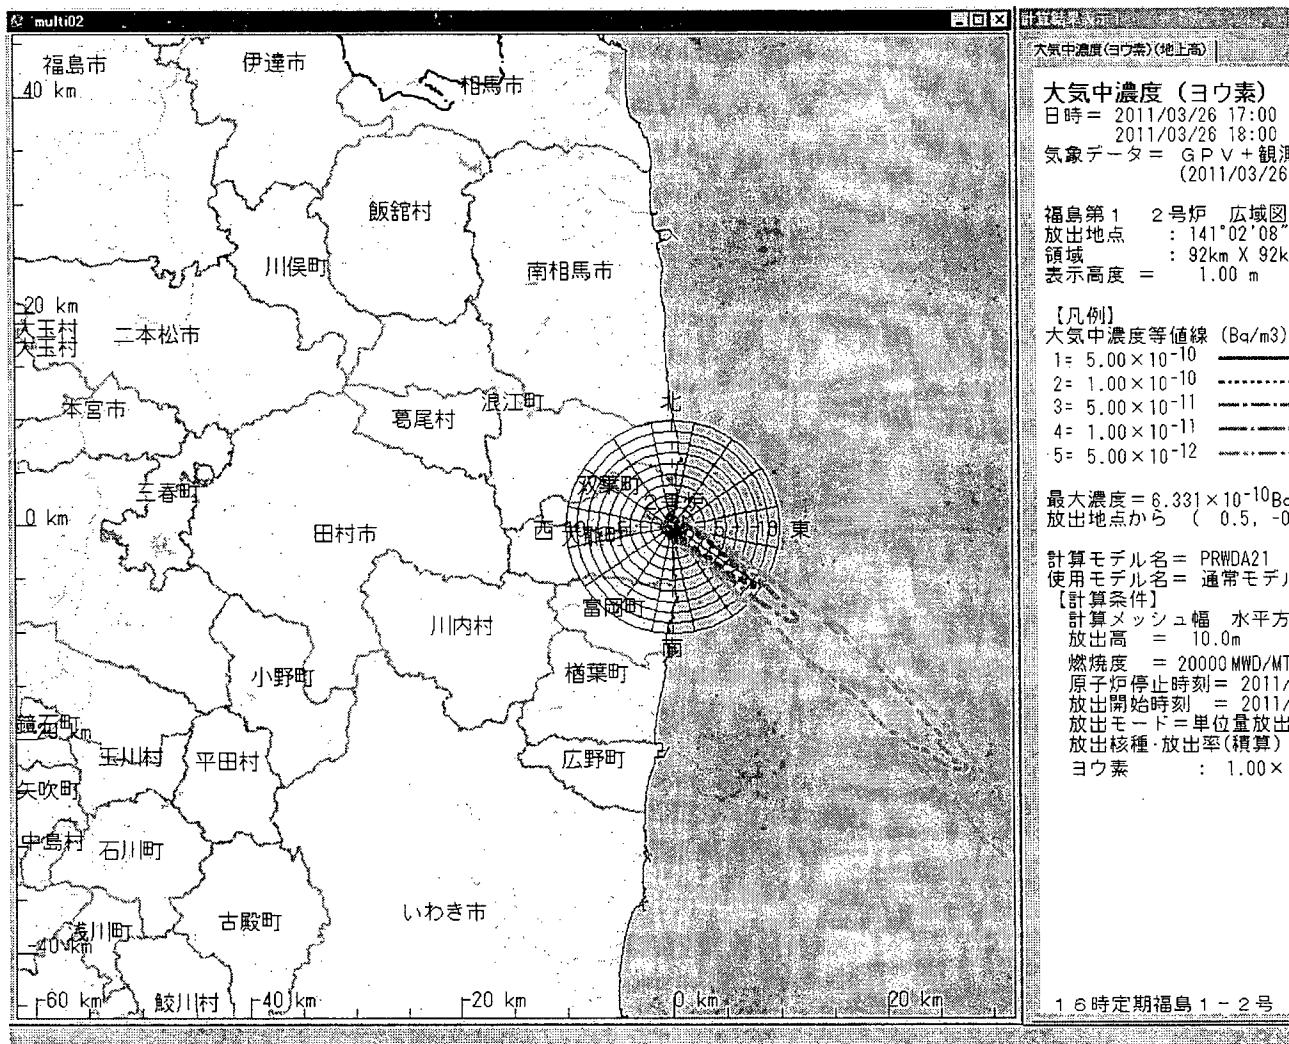 multi02
福島市
伊達市
相馬市
40 km
飯舘村
川俣町
南相馬市
20 km
大玉村
大玉村
二本松市
本宮市
葛尾村
浪江町
北
三春町
双葉町
0 km
田村市
西
東
富岡町
川内村
南
小野町
楢葉町
鏡石町
玉川村
平田村
広野町
矢吹町
中島村
石川町
浅川町
古殿町
いわき市
-40 km
-60 km
鮫川村
-40 km
-20 km
0 km
20 km
大気中濃度(ヨウ素)(地上高)
大気中濃度 (ヨウ素)
日時= 2011/03/26 17:00
2011/03/26 18:00
気象データ= GPV+観測
(2011/03/26
福島第1 2号炉 広域図
放出地点 : 141°02'08"
領域 : 92km X 92k
表示高度 = 1.00 m
【凡例】
大気中濃度等値線 (Bq/m3)
1= 5.00×10-10
2= 1.00×10-10
3= 5.00×10-11
4= 1.00×10-11
5= 5.00×10-12
最大濃度=6.331×10-10Bq
放出地点から ( 0.5, -0
計算モデル名= PRWDA21
使用モデル名= 通常モデル
【計算条件】
計算メッシュ幅 水平方
放出高 = 10.0m
燃焼度 = 20000MWD/MT
原子炉停止時刻= 2011/
放出開始時刻 = 2011/
放出モード=単位量放出
放出核種・放出率(積算)
ヨウ素 : 1.00×
16時定期福島1-2号